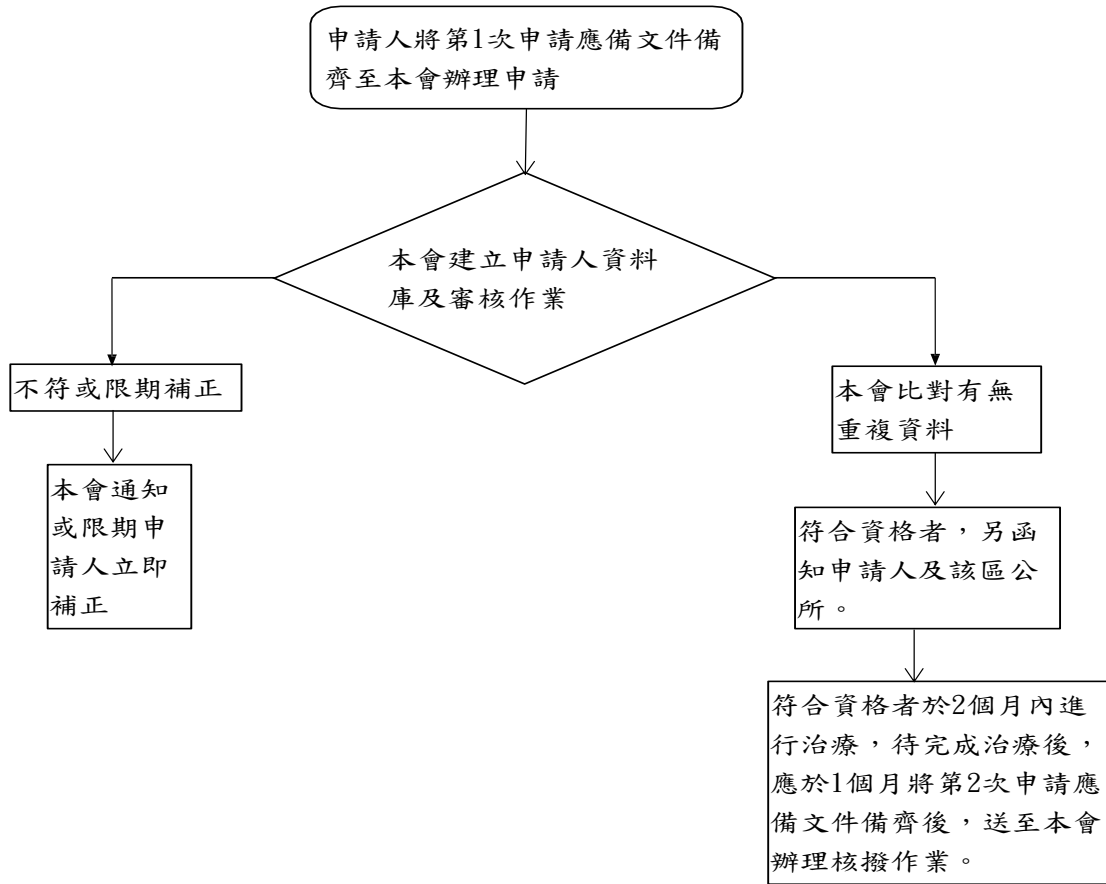 申請人將第1次申請應備文件備
齊至本會辦理申請
本會建立申請人資料
庫及審核作業
不符或限期補正
本會通知
或限期申
請人立即
補正
本會比對有無
重複資料
符合資格者，另函
知申請人及該區公
所。
符合資格者於2個月內進
行治療，待完成治療後，
應於1個月將第2次申請應
備文件備齊後，送至本會
辦理核撥作業。